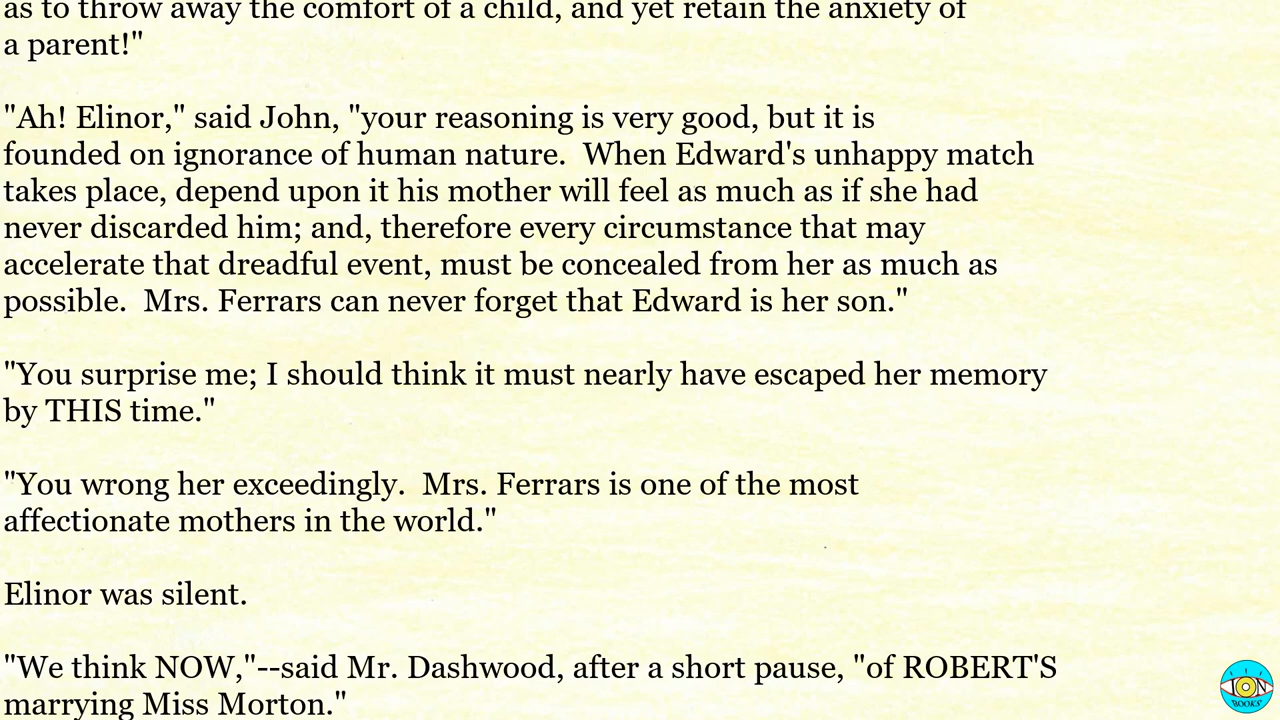 as to throw away the comfort of a child, and yet retain the anxiety of
a parent!"
"Ah! Elinor," said John, "your reasoning is very good, but it is
founded on ignorance of human nature.  When Edward's unhappy match
takes place, depend upon it his mother will feel as much as if she had
never discarded him; and, therefore every circumstance that may
accelerate that dreadful event, must be concealed from her as much as
possible.  Mrs. Ferrars can never forget that Edward is her son."
"You surprise me; I should think it must nearly have escaped her memory
by THIS time."
"You wrong her exceedingly.  Mrs. Ferrars is one of the most
affectionate mothers in the world."
Elinor was silent.
"We think NOW,"--said Mr. Dashwood, after a short pause, "of ROBERT'S
marrying Miss Morton."
ION
BOOKS